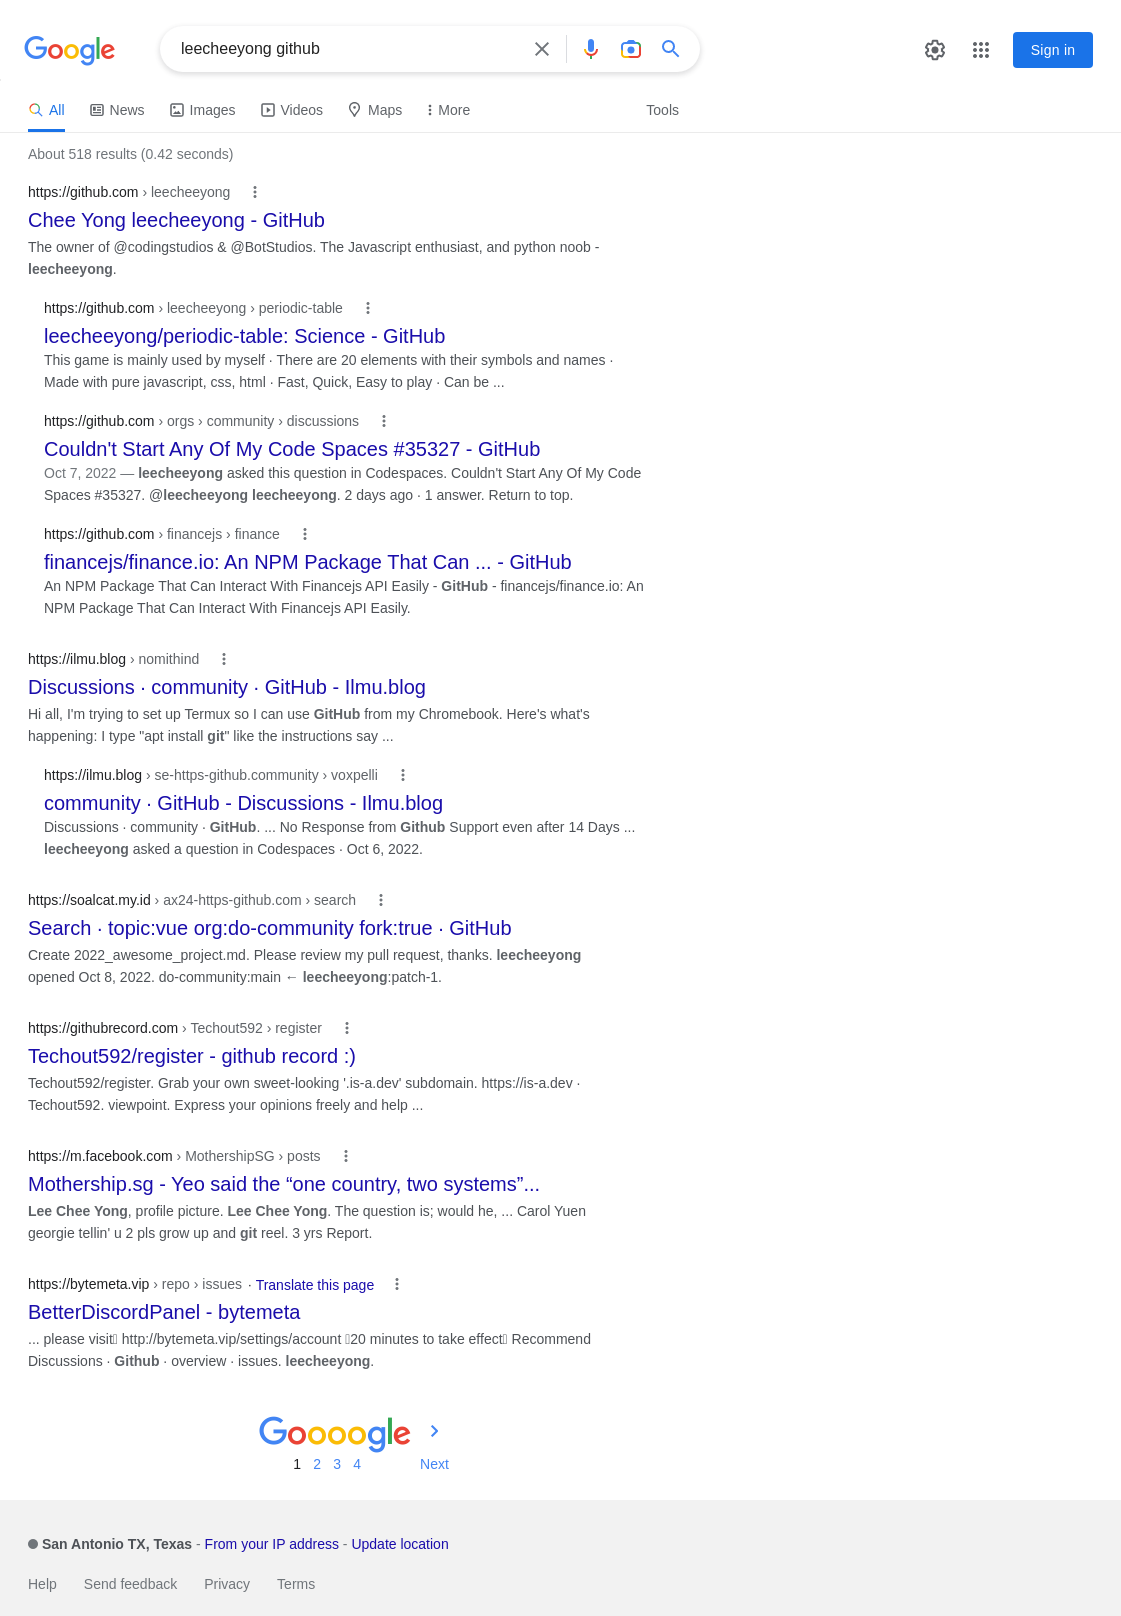 Google
leecheeyong github
Sign in
All News Images Videos Maps More Tools
About 518 results (0.42 seconds)
https://github.com › leecheeyong
Chee Yong leecheeyong - GitHub
The owner of @codingstudios & @BotStudios. The Javascript enthusiast, and python noob -
leecheeyong.
https://github.com › leecheeyong › periodic-table
leecheeyong/periodic-table: Science - GitHub
This game is mainly used by myself · There are 20 elements with their symbols and names ·
Made with pure javascript, css, html · Fast, Quick, Easy to play · Can be ...
https://github.com › orgs › community › discussions
Couldn't Start Any Of My Code Spaces #35327 - GitHub
Oct 7, 2022 — leecheeyong asked this question in Codespaces. Couldn't Start Any Of My Code
Spaces #35327. @leecheeyong leecheeyong. 2 days ago · 1 answer. Return to top.
https://github.com › financejs › finance
financejs/finance.io: An NPM Package That Can ... - GitHub
An NPM Package That Can Interact With Financejs API Easily - GitHub - financejs/finance.io: An
NPM Package That Can Interact With Financejs API Easily.
https://ilmu.blog › nomithind
Discussions · community · GitHub - Ilmu.blog
Hi all, I'm trying to set up Termux so I can use GitHub from my Chromebook. Here's what's
happening: I type "apt install git" like the instructions say ...
https://ilmu.blog › se-https-github.community › voxpelli
community · GitHub - Discussions - Ilmu.blog
Discussions · community · GitHub. ... No Response from Github Support even after 14 Days ...
leecheeyong asked a question in Codespaces · Oct 6, 2022.
https://soalcat.my.id › ax24-https-github.com › search
Search · topic:vue org:do-community fork:true · GitHub
Create 2022_awesome_project.md. Please review my pull request, thanks. leecheeyong
opened Oct 8, 2022. do-community:main ← leecheeyong:patch-1.
https://githubrecord.com › Techout592 › register
Techout592/register - github record :)
Techout592/register. Grab your own sweet-looking '.is-a.dev' subdomain. https://is-a.dev ·
Techout592. viewpoint. Express your opinions freely and help ...
https://m.facebook.com › MothershipSG › posts
Mothership.sg - Yeo said the “one country, two systems”...
Lee Chee Yong, profile picture. Lee Chee Yong. The question is; would he, ... Carol Yuen
georgie tellin' u 2 pls grow up and git reel. 3 yrs Report.
https://bytemeta.vip › repo › issues · Translate this page
BetterDiscordPanel - bytemeta
... please visit http://bytemeta.vip/settings/account 20 minutes to take effect Recommend
Discussions · Github · overview · issues. leecheeyong.
Goooogle
1 2 3 4 Next
San Antonio TX, Texas - From your IP address - Update location
Help Send feedback Privacy Terms